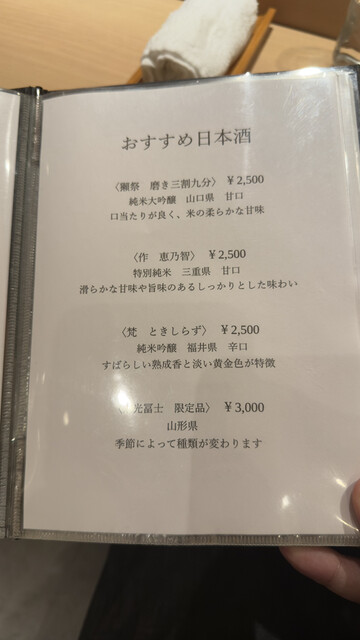 おすすめ日本酒
〈獺祭　磨き三割九分〉 ￥2,500
純米大吟醸　山口県　甘口
口当たりが良く、米の柔らかな甘味
〈作　恵乃智〉 ￥2,500
特別純米　三重県　甘口
滑らかな甘味や旨味のあるしっかりとした味わい
〈梵　ときしらず〉 ￥2,500
純米吟醸　福井県　辛口
すばらしい熟成香と淡い黄金色が特徴
光冨士　限定品〉 ￥3,000
山形県
季節によって種類が変わります